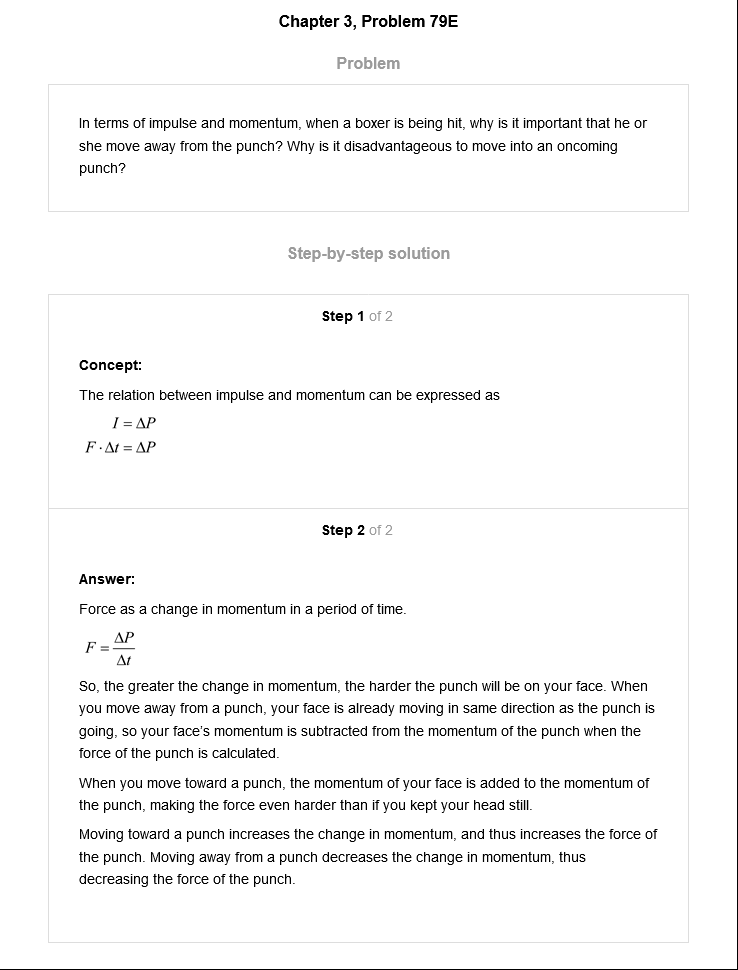 Chapter 3, Problem 79E
Problem
In terms of impulse and momentum, when a boxer is being hit, why is it important that he or
she move away from the punch? Why is it disadvantageous to move into an oncoming
punch?
Step-by-step solution
Step 1 of 2
Concept:
The relation between impulse and momentum can be expressed as
I = ΔP
F · Δt = ΔP
Step 2 of 2
Answer:
Force as a change in momentum in a period of time.
F = ΔP/Δt
So, the greater the change in momentum, the harder the punch will be on your face. When
you move away from a punch, your face is already moving in same direction as the punch is
going, so your face's momentum is subtracted from the momentum of the punch when the
force of the punch is calculated.
When you move toward a punch, the momentum of your face is added to the momentum of
the punch, making the force even harder than if you kept your head still.
Moving toward a punch increases the change in momentum, and thus increases the force of
the punch. Moving away from a punch decreases the change in momentum, thus
decreasing the force of the punch.